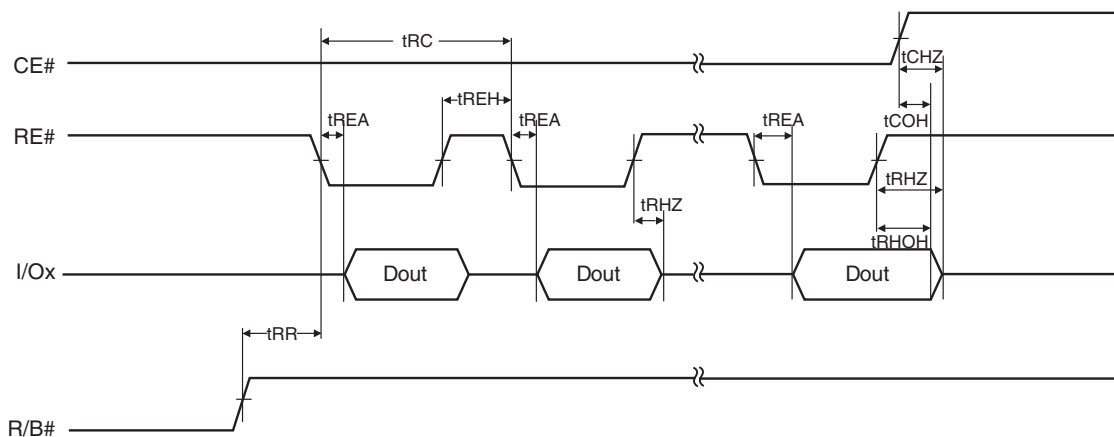 tRC
tCHZ
CE#
tREH
tREA
tREA
tREA
tCOH
RE#
tRHZ
tRHZ
tRHOH
I/Ox
Dout
Dout
Dout
tRR
R/B#